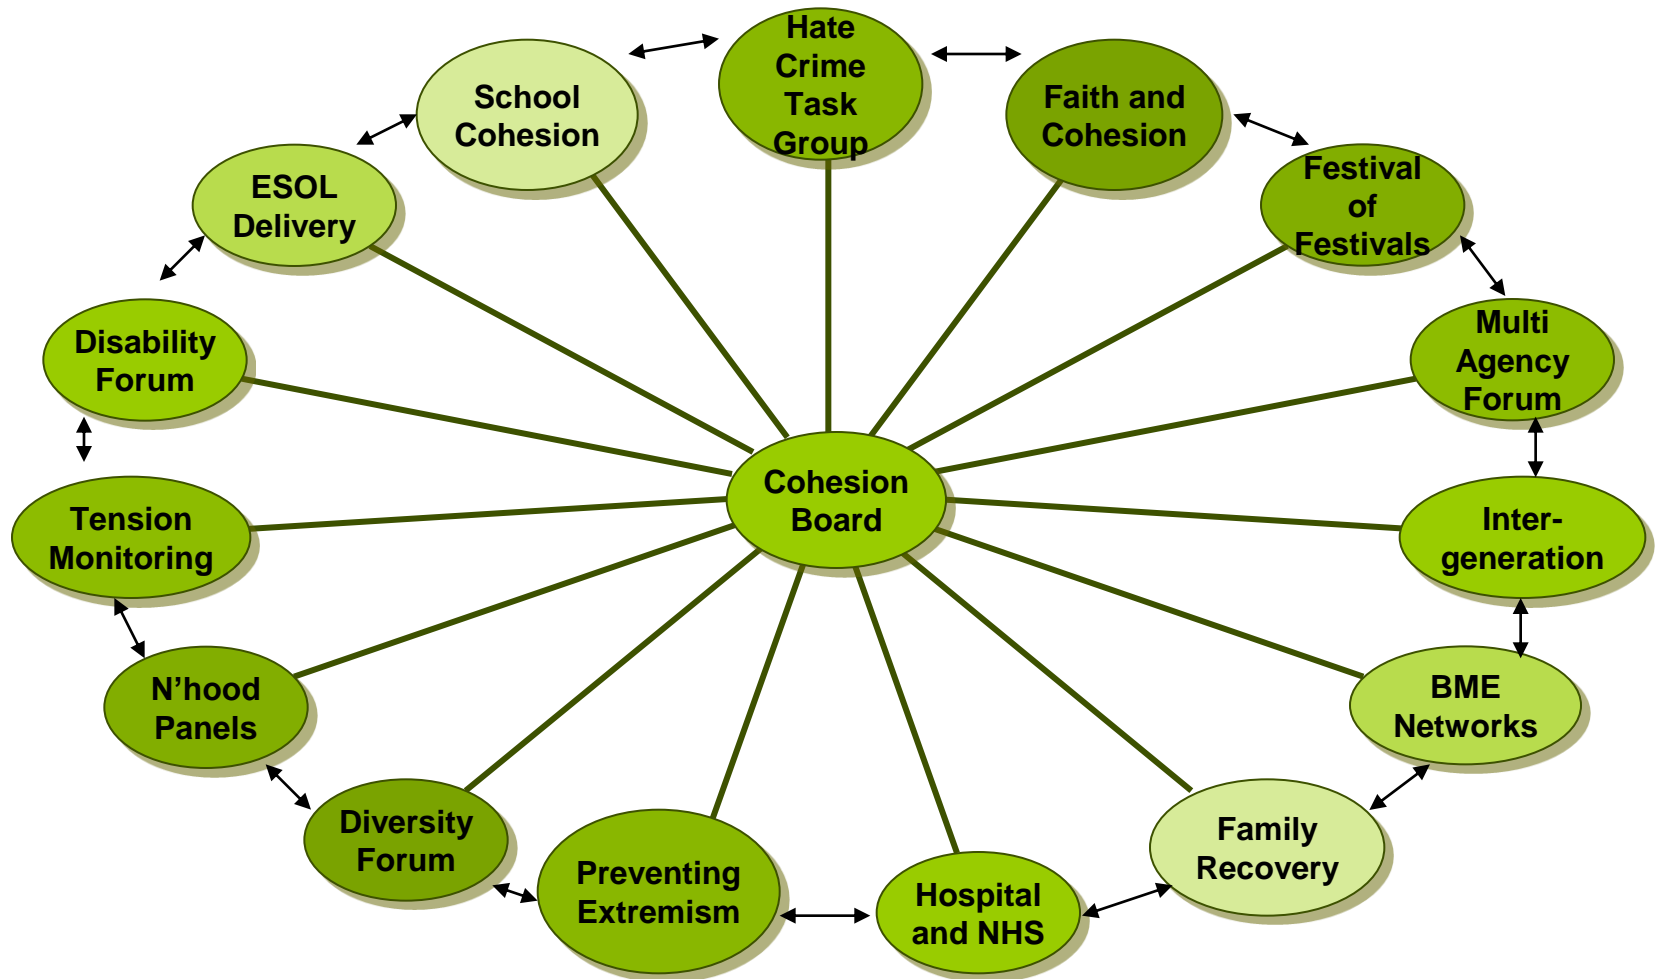 Hate
Crime
Task
Group
School
Cohesion
Faith and
Cohesion
ESOL
Delivery
Festival
of
Festivals
Disability
Forum
Multi
Agency
Forum
Cohesion
Board
Tension
Monitoring
Inter-
generation
N'hood
Panels
BME
Networks
Diversity
Forum
Family
Recovery
Preventing
Extremism
Hospital
and NHS